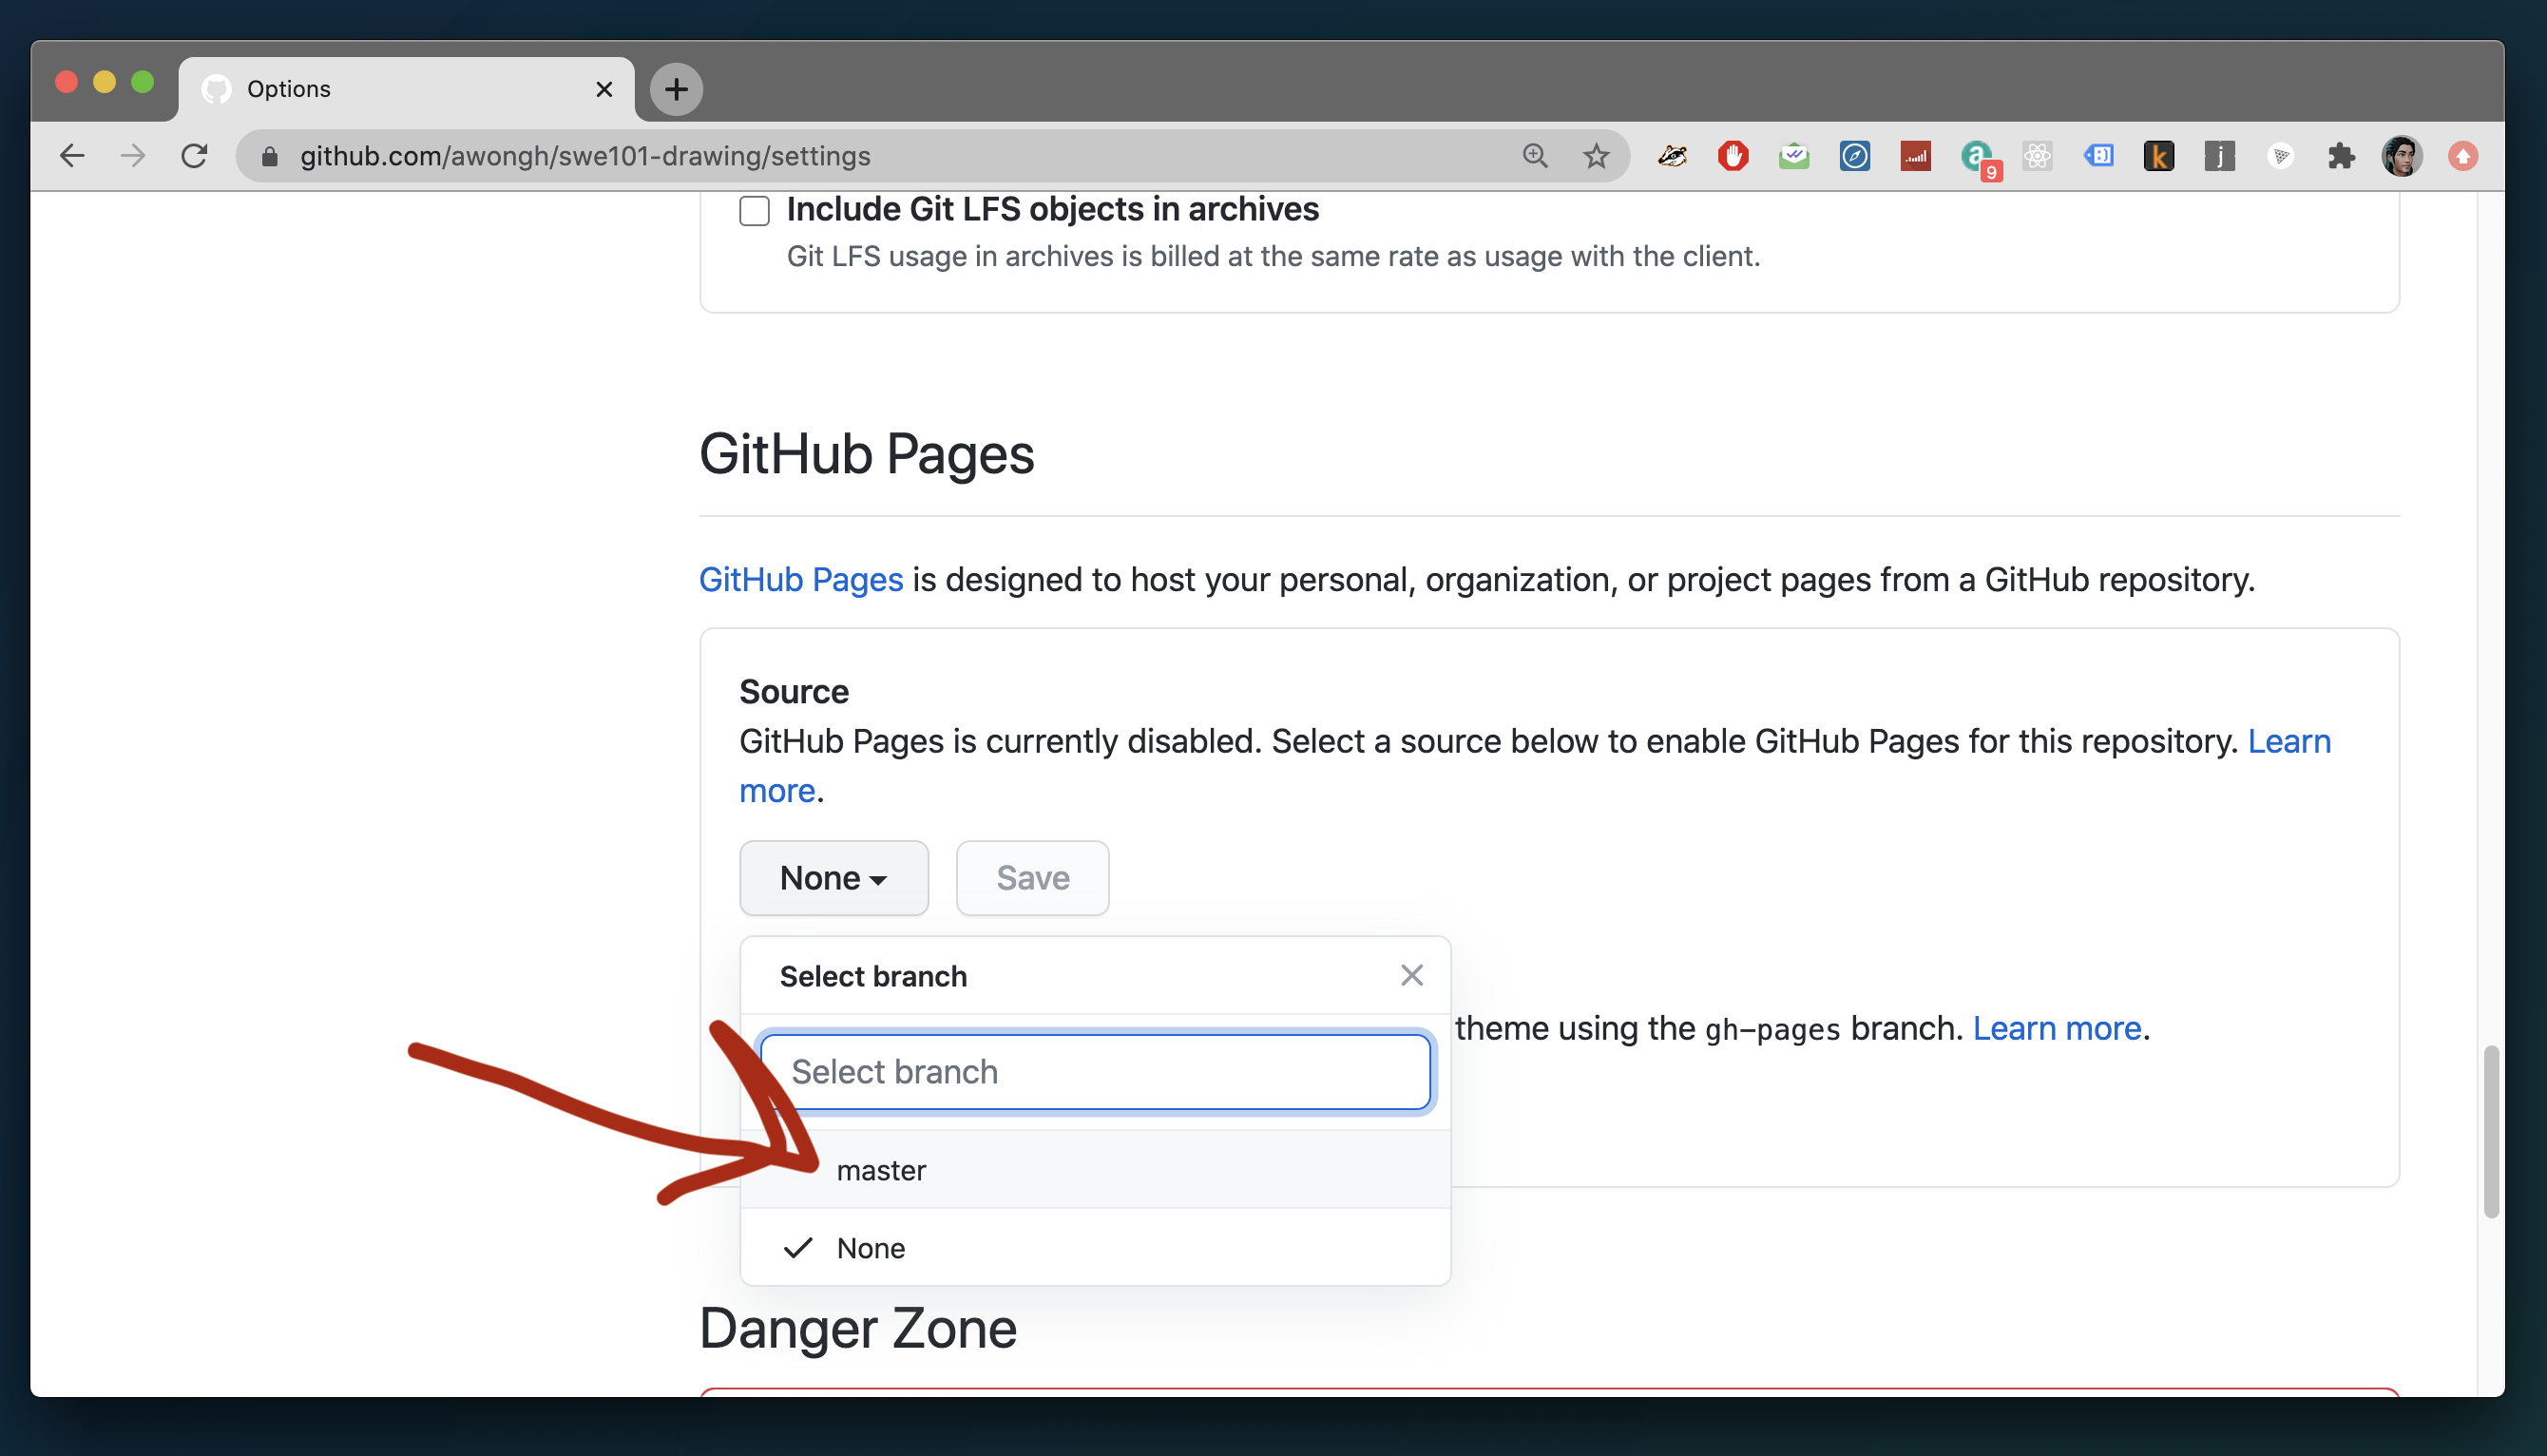 Options
github.com/awongh/swe101-drawing/settings
9
Include Git LFS objects in archives
Git LFS usage in archives is billed at the same rate as usage with the client.
GitHub Pages
GitHub Pages is designed to host your personal, organization, or project pages from a GitHub repository.
Source
GitHub Pages is currently disabled. Select a source below to enable GitHub Pages for this repository. Learn
more.
None
Save
Select branch
theme using the gh-pages branch. Learn more.
Select branch
master
None
Danger Zone